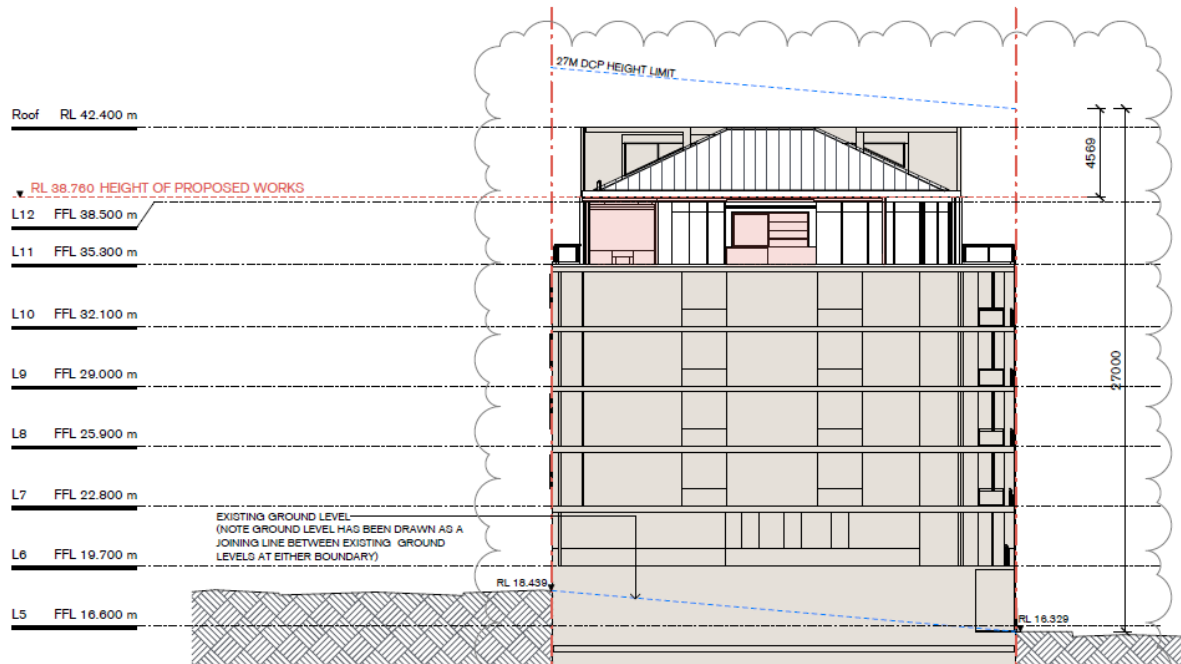 27M DCP HEIGHT LIMIT
Roof RL 42.400 m
4569
RL 38.760 HEIGHT OF PROPOSED WORKS
L12 FFL 38.500 m
L11 FFL 35.300 m
L10 FFL 32.100 m
27000
L9 FFL 29.000 m
L8 FFL 25.900 m
L7 FFL 22.800 m
EXISTING GROUND LEVEL
(NOTE GROUND LEVEL HAS BEEN DRAWN AS A
JOINING LINE BETWEEN EXISTING GROUND
LEVELS AT EITHER BOUNDARY)
L6 FFL 19.700 m
RL 18.439
L5 FFL 16.600 m
RL 16.329